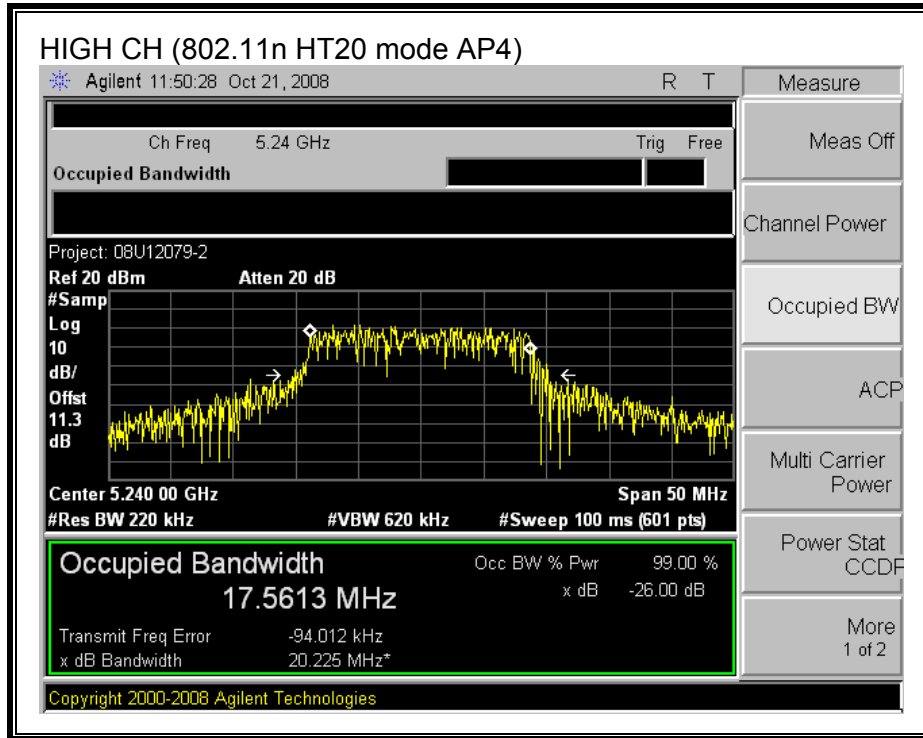 HIGH CH (802.11n HT20 mode AP4)
Agilent 11:50:28 Oct 21, 2008 R T
Measure
Ch Freq 5.24 GHz Trig Free
Occupied Bandwidth
Meas Off
Channel Power
Project: 08U12079-2
Ref 20 dBm Atten 20 dB
#Samp
Log
10
dB/
Offst
11.3
dB
Occupied BW
ACP
Multi Carrier
Power
Center 5.240 00 GHz Span 50 MHz
#Res BW 220 kHz #VBW 620 kHz #Sweep 100 ms (601 pts)
Power Stat
CCDF
Occupied Bandwidth
17.5613 MHz
Occ BW % Pwr 99.00 %
x dB -26.00 dB
Transmit Freq Error -94.012 kHz
x dB Bandwidth 20.225 MHz*
More
1 of 2
Copyright 2000-2008 Agilent Technologies